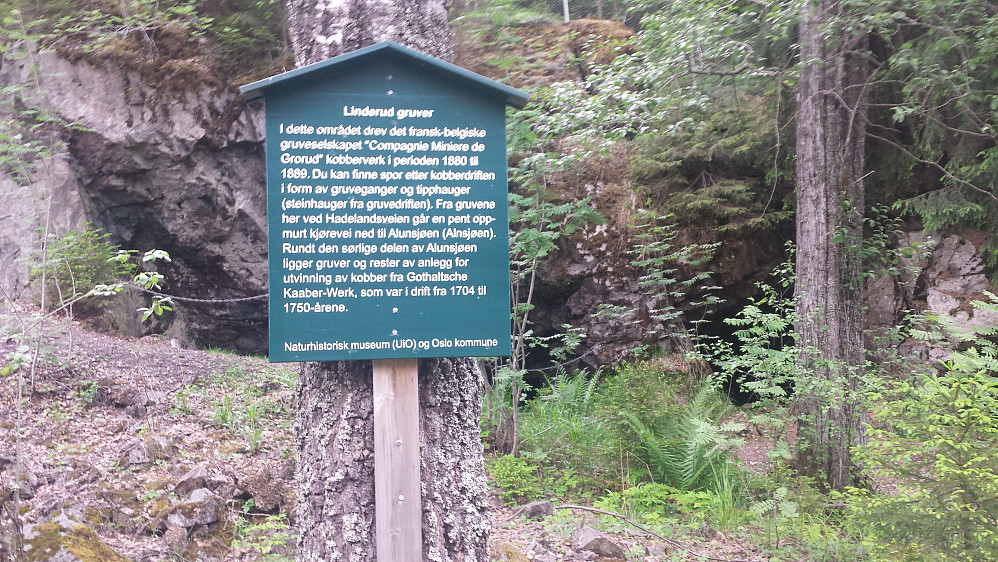 Linderud gruver
I dette området drev det fransk-belgiske
gruveselskapet "Compagnie Miniere de
Grorud" kobberverk i perioden 1880 til
1889. Du kan finne spor etter kobberdriften
i form av gruveganger og tipphauger
(steinhauger fra gruvedriften). Fra gruvene
her ved Hadelandsveien går en pent opp-
murt kjørevei ned til Alunsjøen (Alnsjøen).
Rundt den sørlige delen av Alunsjøen
ligger gruver og rester av anlegg for
utvinning av kobber fra Gothaltsche
Kaaber-Werk, som var i drift fra 1704 til
1750-årene.
Naturhistorisk museum (UiO) og Oslo kommune